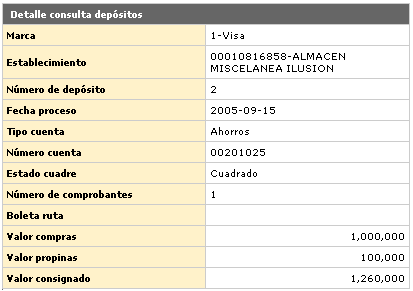 Detalle consulta depósitos
Marca 1-Visa
Establecimiento 00010816858-ALMACEN
MISCELANEA ILUSION
Número de depósito 2
Fecha proceso 2005-09-15
Tipo cuenta Ahorros
Número cuenta 00201025
Estado cuadre Cuadrado
Número de comprobantes 1
Boleta ruta
Valor compras 1,000,000
Valor propinas 100,000
Valor consignado 1,260,000